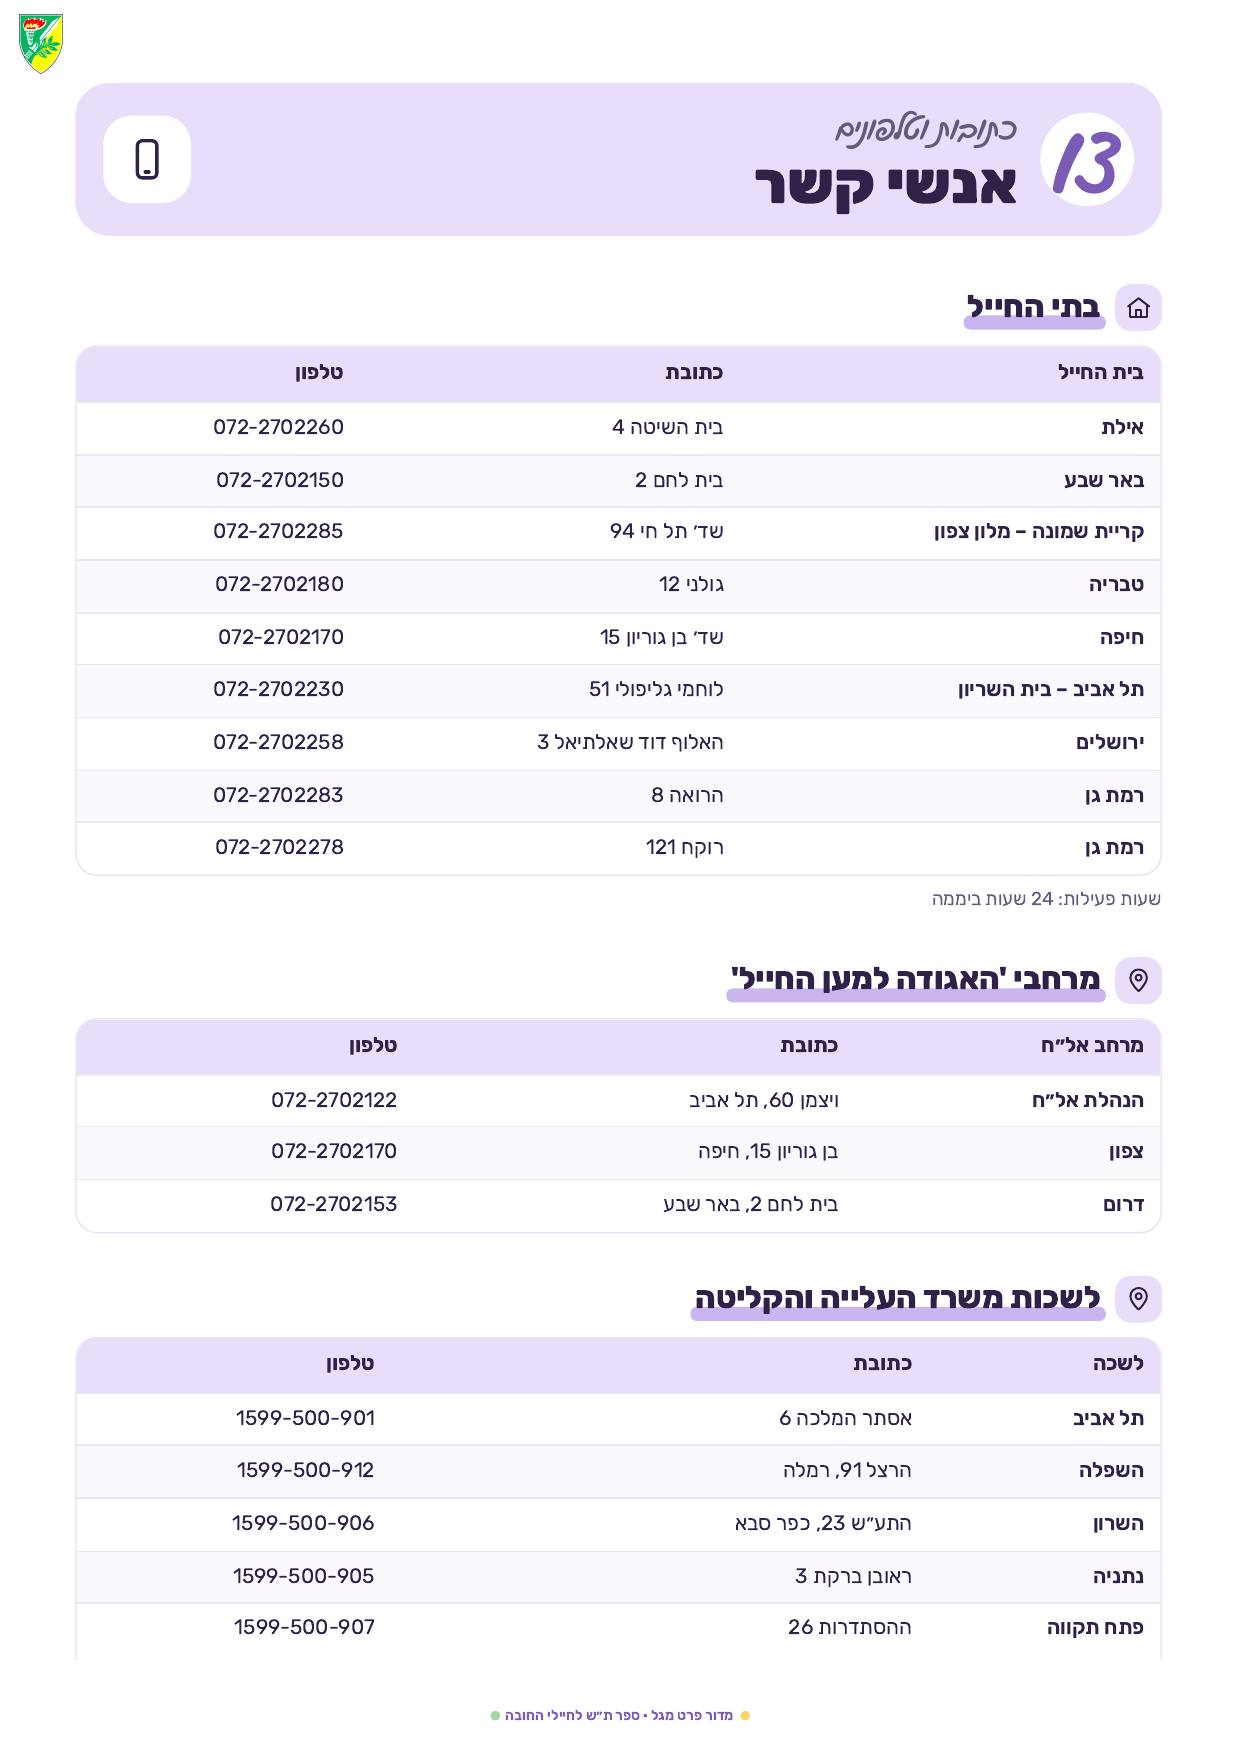 13
כתובות וטלפונים
אנשי קשר
בתי החייל
בית החייל כתובת טלפון
אילת בית השיטה 4 072-2702260
באר שבע בית לחם 2 072-2702150
קריית שמונה – מלון צפון שד׳ תל חי 94 072-2702285
טבריה גולני 12 072-2702180
חיפה שד׳ בן גוריון 15 072-2702170
תל אביב – בית השריון לוחמי גליפולי 51 072-2702230
ירושלים האלוף דוד שאלתיאל 3 072-2702258
רמת גן הרואה 8 072-2702283
רמת גן רוקח 121 072-2702278
שעות פעילות: 24 שעות ביממה
מרחבי 'האגודה למען החייל'
מרחב אל״ח כתובת טלפון
הנהלת אל״ח ויצמן 60, תל אביב 072-2702122
צפון בן גוריון 15, חיפה 072-2702170
דרום בית לחם 2, באר שבע 072-2702153
לשכות משרד העלייה והקליטה
לשכה כתובת טלפון
תל אביב אסתר המלכה 6 1599-500-901
השפלה הרצל 91, רמלה 1599-500-912
השרון התע״ש 23, כפר סבא 1599-500-906
נתניה ראובן ברקת 3 1599-500-905
פתח תקווה ההסתדרות 26 1599-500-907
מדור פרט מגל • ספר ת״ש לחיילי החובה